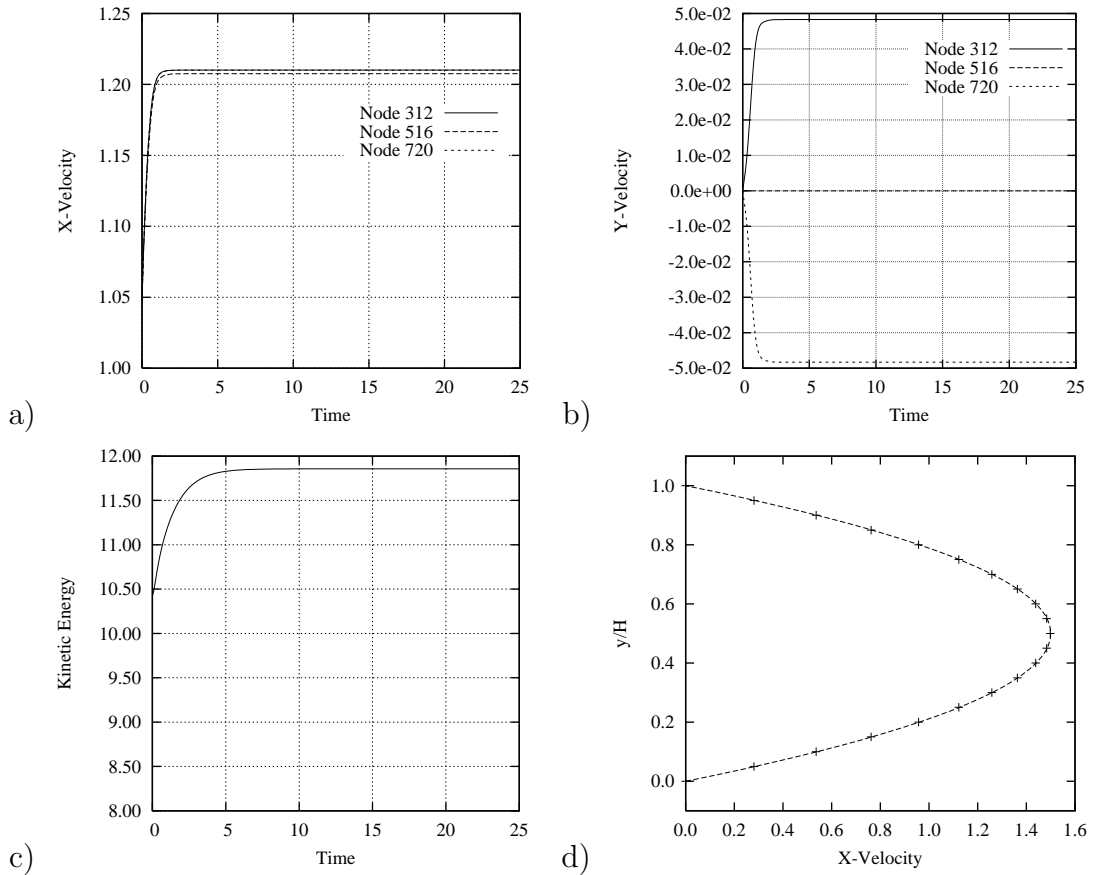 1.25
1.20
1.15
1.10
1.05
1.00
X-Velocity
Node 312
Node 516
Node 720
0 5 10 15 20 25
Time
a)
5.0e-02
4.0e-02
3.0e-02
2.0e-02
1.0e-02
0.0e+00
-1.0e-02
-2.0e-02
-3.0e-02
-4.0e-02
-5.0e-02
Y-Velocity
Node 312
Node 516
Node 720
0 5 10 15 20 25
Time
b)
12.00
11.50
11.00
10.50
10.00
9.50
9.00
8.50
8.00
Kinetic Energy
0 5 10 15 20 25
Time
c)
1.0
0.8
0.6
0.4
0.2
0.0
y/H
0.0 0.2 0.4 0.6 0.8 1.0 1.2 1.4 1.6
X-Velocity
d)